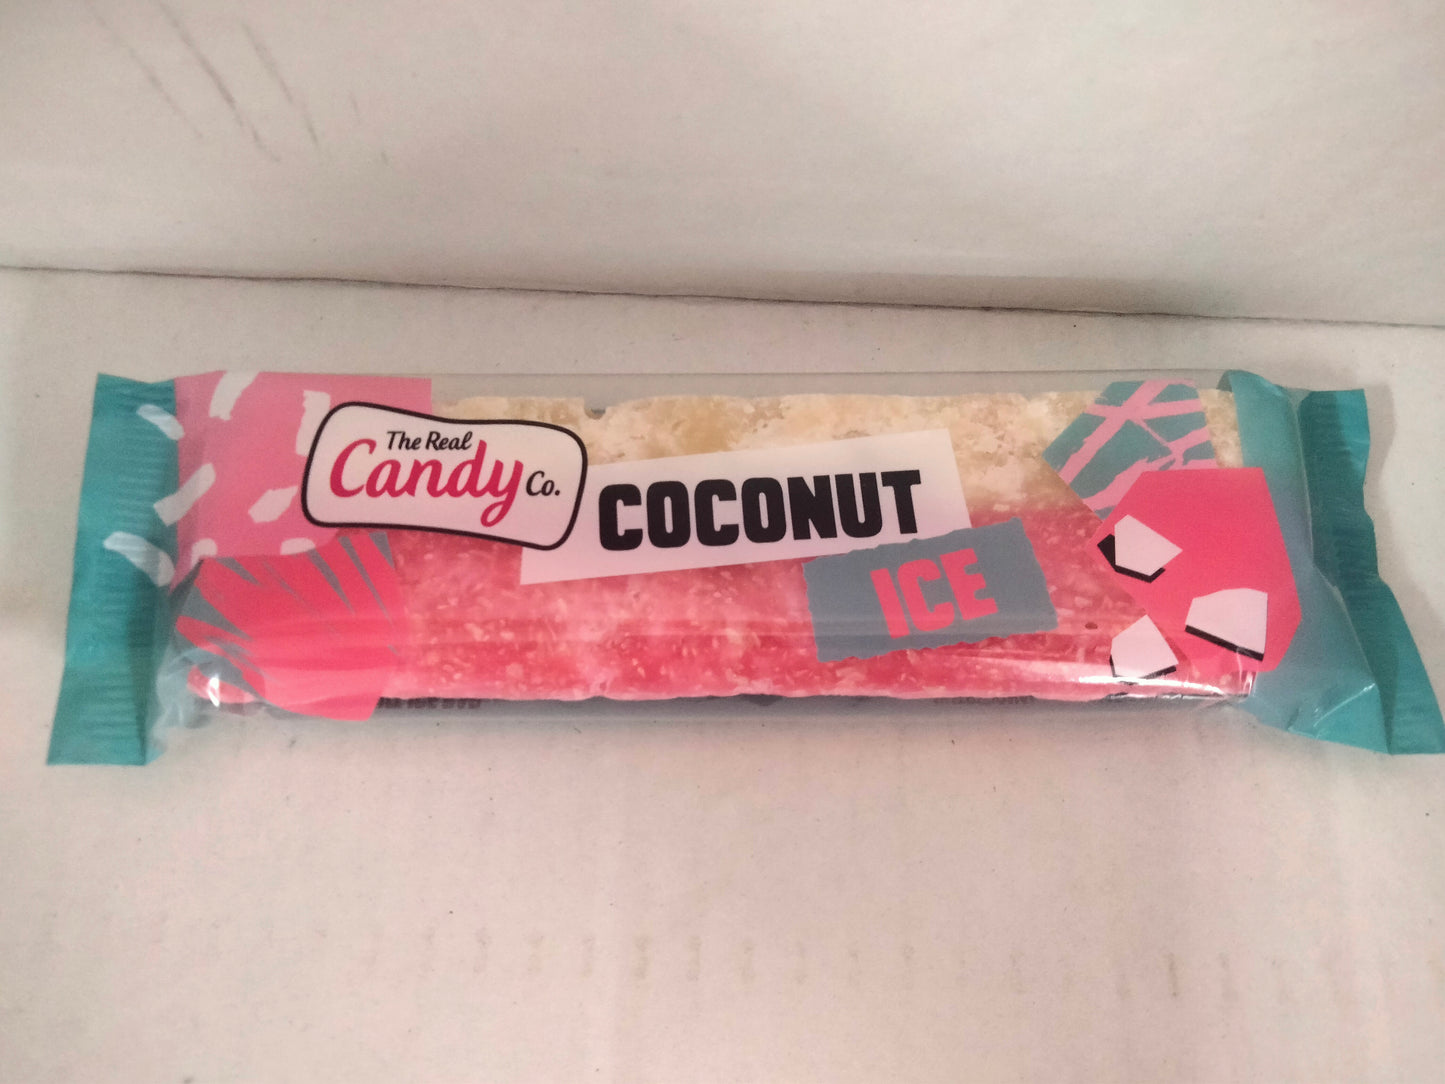 The Real
Candy Co.
COCONUT
ICE